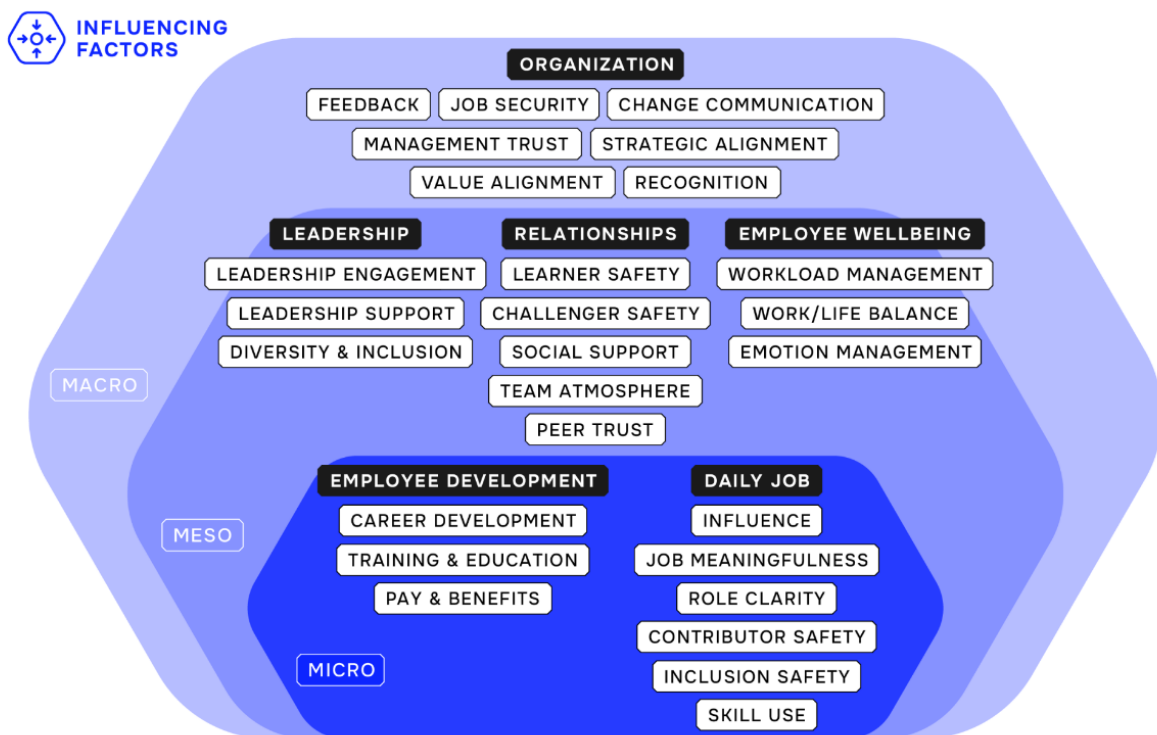 INFLUENCING
FACTORS
ORGANIZATION
FEEDBACK JOB SECURITY CHANGE COMMUNICATION
MANAGEMENT TRUST STRATEGIC ALIGNMENT
VALUE ALIGNMENT RECOGNITION
LEADERSHIP RELATIONSHIPS EMPLOYEE WELLBEING
LEADERSHIP ENGAGEMENT LEARNER SAFETY WORKLOAD MANAGEMENT
LEADERSHIP SUPPORT CHALLENGER SAFETY WORK/LIFE BALANCE
DIVERSITY & INCLUSION SOCIAL SUPPORT EMOTION MANAGEMENT
MACRO TEAM ATMOSPHERE
PEER TRUST
EMPLOYEE DEVELOPMENT DAILY JOB
CAREER DEVELOPMENT INFLUENCE
MESO
TRAINING & EDUCATION JOB MEANINGFULNESS
PAY & BENEFITS ROLE CLARITY
CONTRIBUTOR SAFETY
MICRO INCLUSION SAFETY
SKILL USE